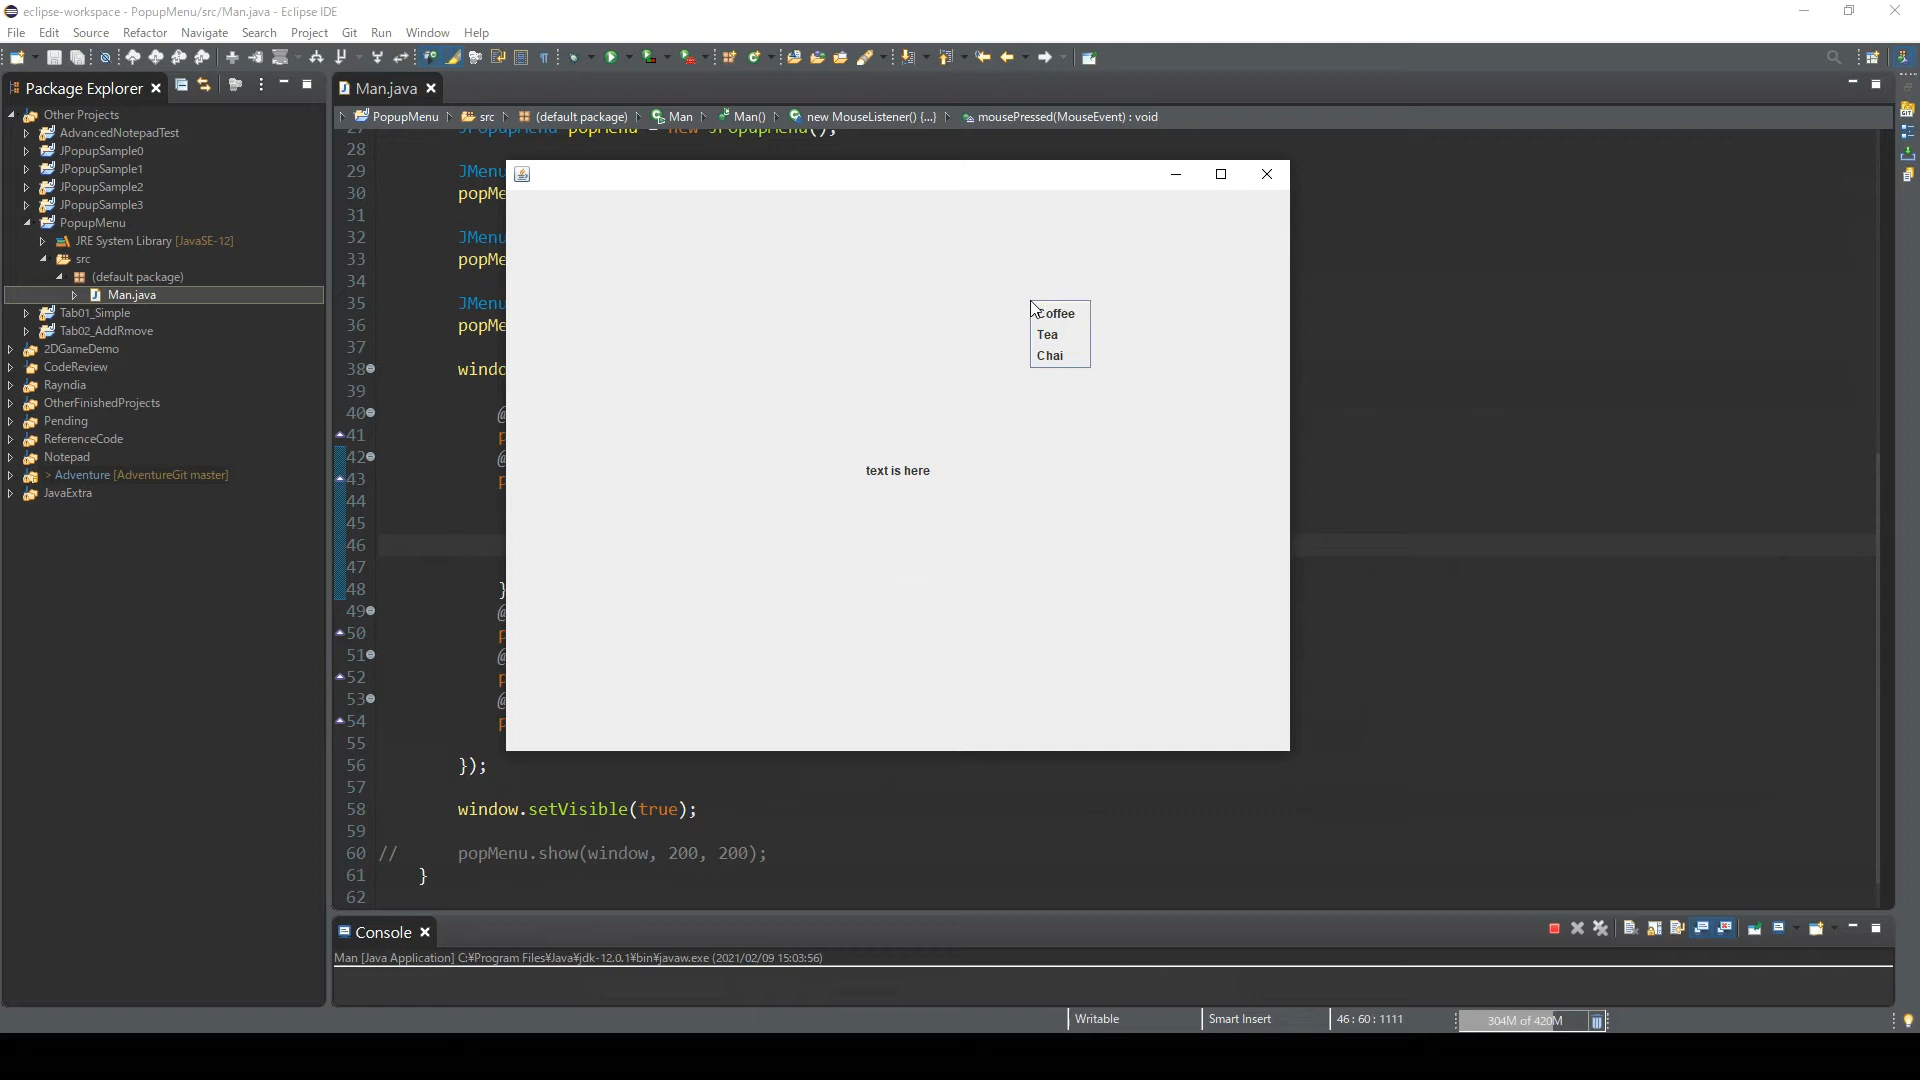 eclipse-workspace - PopupMenu/src/Man.java - Eclipse IDE
File Edit Source Refactor Navigate Search Project Git Run Window Help
Package Explorer
Other Projects
AdvancedNotepadTest
JPopupSample0
JPopupSample1
JPopupSample2
JPopupSample3
PopupMenu
JRE System Library [JavaSE-12]
src
(default package)
Man.java
Tab01_Simple
Tab02_AddRmove
2DGameDemo
CodeReview
Rayndia
OtherFinishedProjects
Pending
ReferenceCode
Notepad
> Adventure [AdventureGit master]
JavaExtra
Man.java
PopupMenu src (default package) Man Man() new MouseListener() {...} mousePressed(MouseEvent) : void
27 JPopupMenu popMenu = new JPopupMenu();
28
29 JMenu
30 popMe
31
32 JMenu
33 popMe
34
35 JMenu
36 popMe
37
38 windo
39
40 @
41 p
42 @
43 p
44
45
46
47
48 }
49 @
50 p
51 @
52 p
53 @
54 p
55
56 });
57
58 window.setVisible(true);
59
60 // popMenu.show(window, 200, 200);
61 }
62
Coffee
Tea
Chai
text is here
Console
Man [Java Application] C:¥Program Files¥Java¥jdk-12.0.1¥bin¥javaw.exe (2021/02/09 15:03:56)
Writable Smart Insert 46 : 60 : 1111 304M of 420M